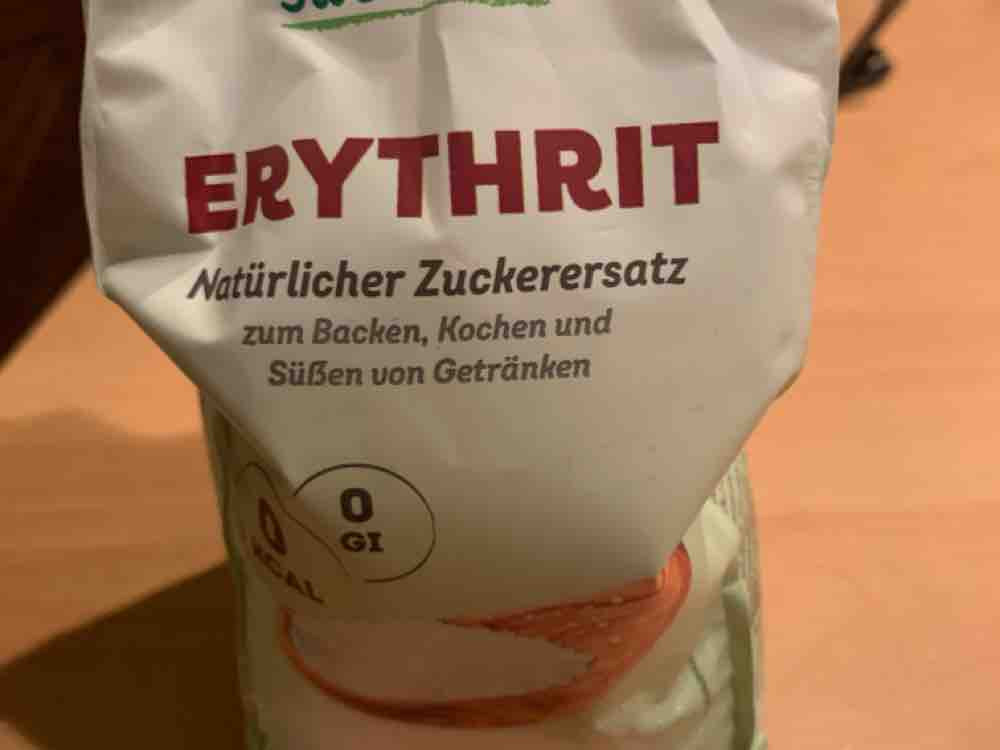 ERYTHRIT
Natürlicher Zuckerersatz
zum Backen, Kochen und
Süßen von Getränken
0
GI
0
KCAL